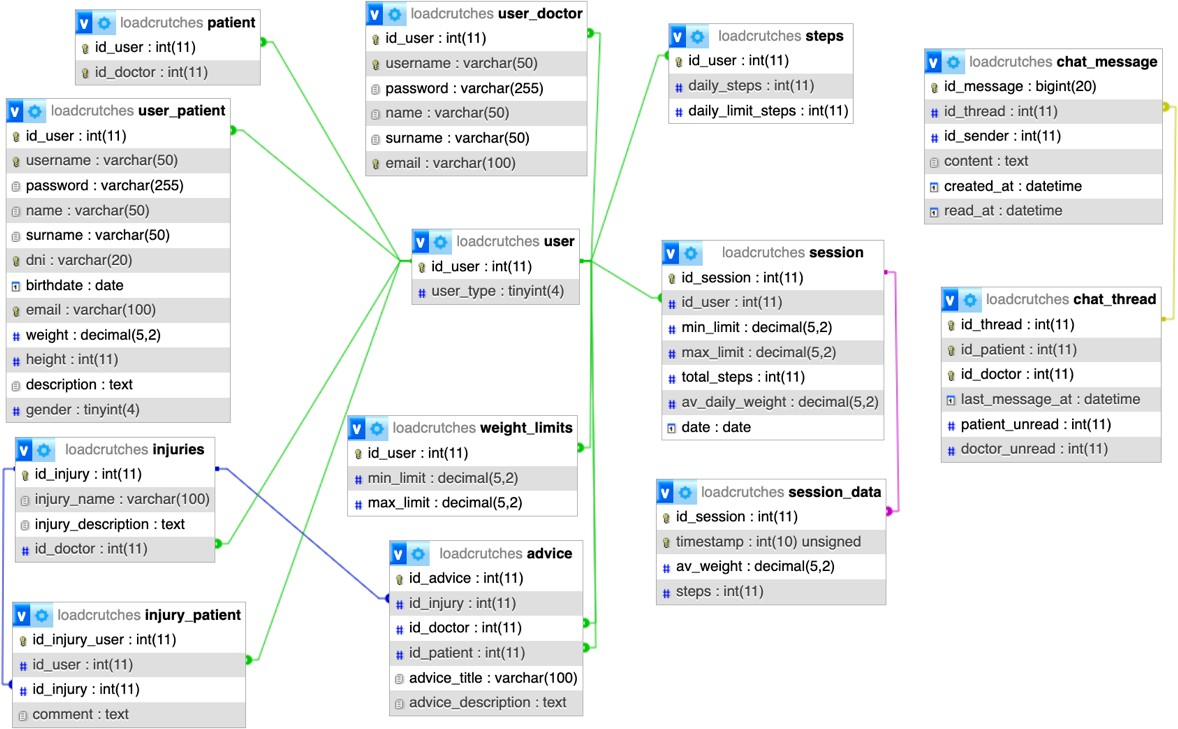 v loadcrutches patient
id_user : int(11)
id_doctor : int(11)
v loadcrutches user_patient
id_user : int(11)
username : varchar(50)
password : varchar(255)
name : varchar(50)
surname : varchar(50)
dni : varchar(20)
birthdate : date
email : varchar(100)
# weight : decimal(5,2)
# height : int(11)
description : text
# gender : tinyint(4)
v loadcrutches injuries
id_injury : int(11)
injury_name : varchar(100)
injury_description : text
# id_doctor : int(11)
v loadcrutches injury_patient
id_injury_user : int(11)
# id_user : int(11)
# id_injury : int(11)
comment : text
v loadcrutches user_doctor
id_user : int(11)
username : varchar(50)
password : varchar(255)
name : varchar(50)
surname : varchar(50)
email : varchar(100)
v loadcrutches user
id_user : int(11)
# user_type : tinyint(4)
v loadcrutches weight_limits
id_user : int(11)
# min_limit : decimal(5,2)
# max_limit : decimal(5,2)
v loadcrutches advice
id_advice : int(11)
# id_injury : int(11)
# id_doctor : int(11)
# id_patient : int(11)
advice_title : varchar(100)
advice_description : text
v loadcrutches steps
id_user : int(11)
# daily_steps : int(11)
# daily_limit_steps : int(11)
v loadcrutches session
id_session : int(11)
# id_user : int(11)
# min_limit : decimal(5,2)
# max_limit : decimal(5,2)
# total_steps : int(11)
# av_daily_weight : decimal(5,2)
date : date
v loadcrutches session_data
id_session : int(11)
timestamp : int(10) unsigned
# av_weight : decimal(5,2)
# steps : int(11)
v loadcrutches chat_message
id_message : bigint(20)
# id_thread : int(11)
# id_sender : int(11)
content : text
created_at : datetime
read_at : datetime
v loadcrutches chat_thread
id_thread : int(11)
id_patient : int(11)
id_doctor : int(11)
last_message_at : datetime
# patient_unread : int(11)
# doctor_unread : int(11)